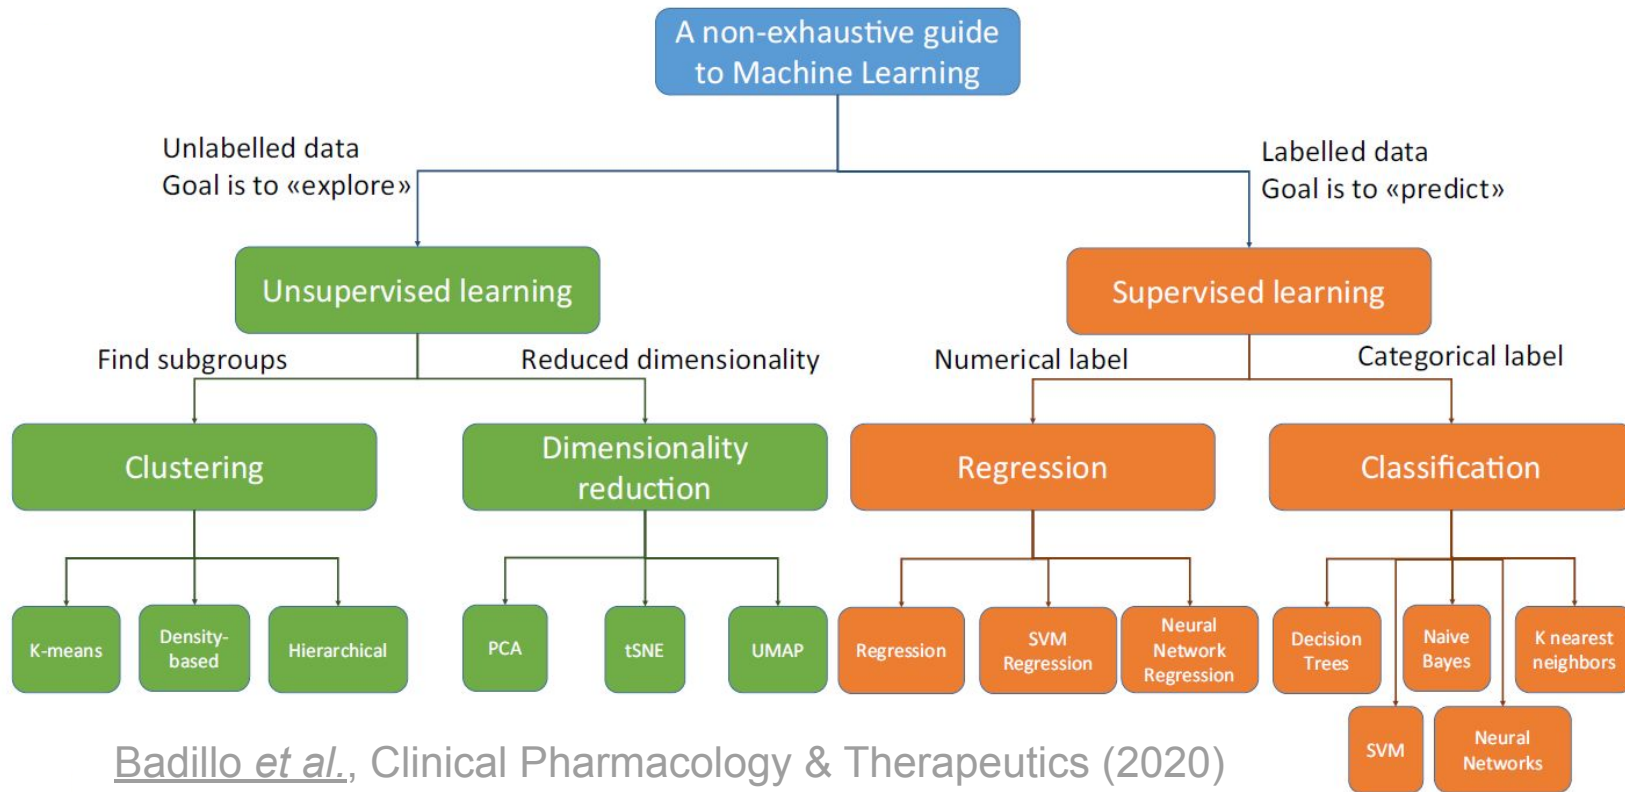 A non-exhaustive guide
to Machine Learning
Unlabelled data
Goal is to «explore»
Labelled data
Goal is to «predict»
Unsupervised learning
Supervised learning
Find subgroups
Reduced dimensionality
Numerical label
Categorical label
Clustering
Dimensionality
reduction
Regression
Classification
K-means
Density-
based
Hierarchical
PCA
tSNE
UMAP
Regression
SVM
Regression
Neural
Network
Regression
Decision
Trees
Naive
Bayes
K nearest
neighbors
SVM
Neural
Networks
Badillo et al., Clinical Pharmacology & Therapeutics (2020)